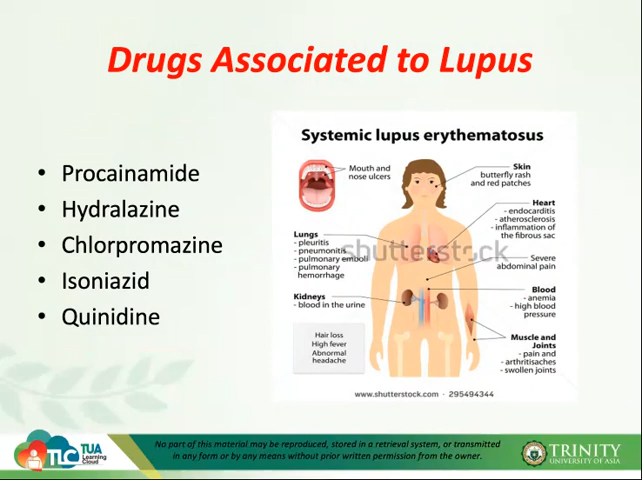 Drugs Associated to Lupus
• Procainamide
• Hydralazine
• Chlorpromazine
• Isoniazid
• Quinidine
Systemic lupus erythematosus
Mouth and
nose ulcers
Skin
butterfly rash
and red patches
Heart
- endocarditis
- atherosclerosis
- inflammation of
the fibrous sac
Lungs
- pleuritis
- pneumonitis
- pulmonary emboli
- pulmonary
hemorrhage
shutterstock
Severe
abdominal pain
Kidneys
- blood in the urine
Blood
- anemia
- high blood
pressure
Hair loss
High fever
Abnormal
headache
Muscle and
Joints
- pain and
- arthritisaches
- swollen joints
www.shutterstock.com · 295494344
TLC TUA
Learning
Cloud
No part of this material may be reproduced, stored in a retrieval system, or transmitted
in any form or by any means without prior written permission from the owner.
TRINITY
UNIVERSITY OF ASIA